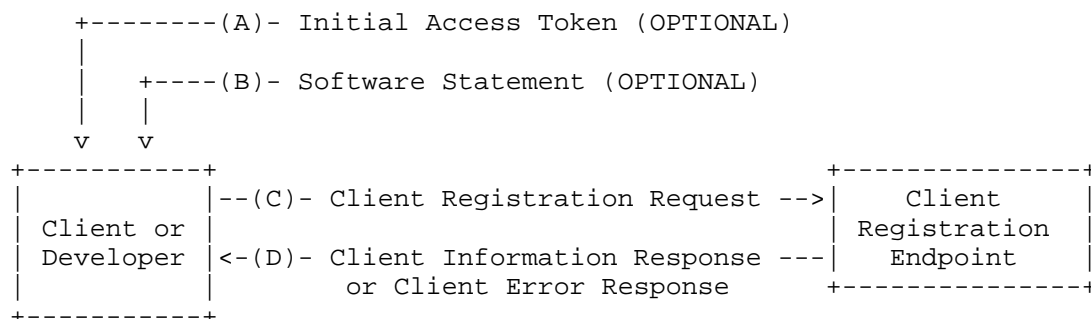 +--------(A)- Initial Access Token (OPTIONAL)
|
|   +----(B)- Software Statement (OPTIONAL)
|   |
v   v
+-----------+                                      +---------------+
|           |--(C)- Client Registration Request -->|    Client     |
| Client or |                                      | Registration  |
| Developer |<-(D)- Client Information Response ---|   Endpoint    |
|           |        or Client Error Response      +---------------+
+-----------+